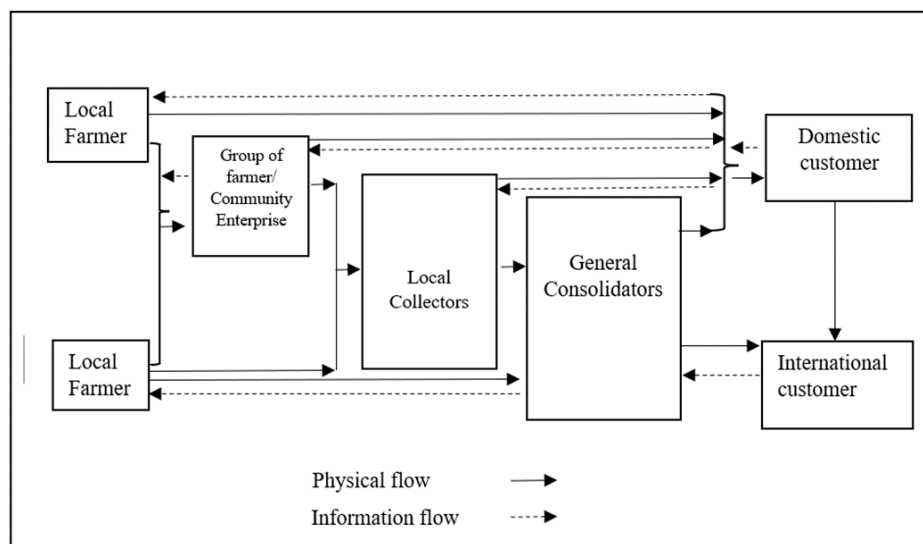 Local
Farmer
Group of
farmer/
Community
Enterprise
Domestic
customer
Local
Collectors
General
Consolidators
Local
Farmer
International
customer
Physical flow
Information flow